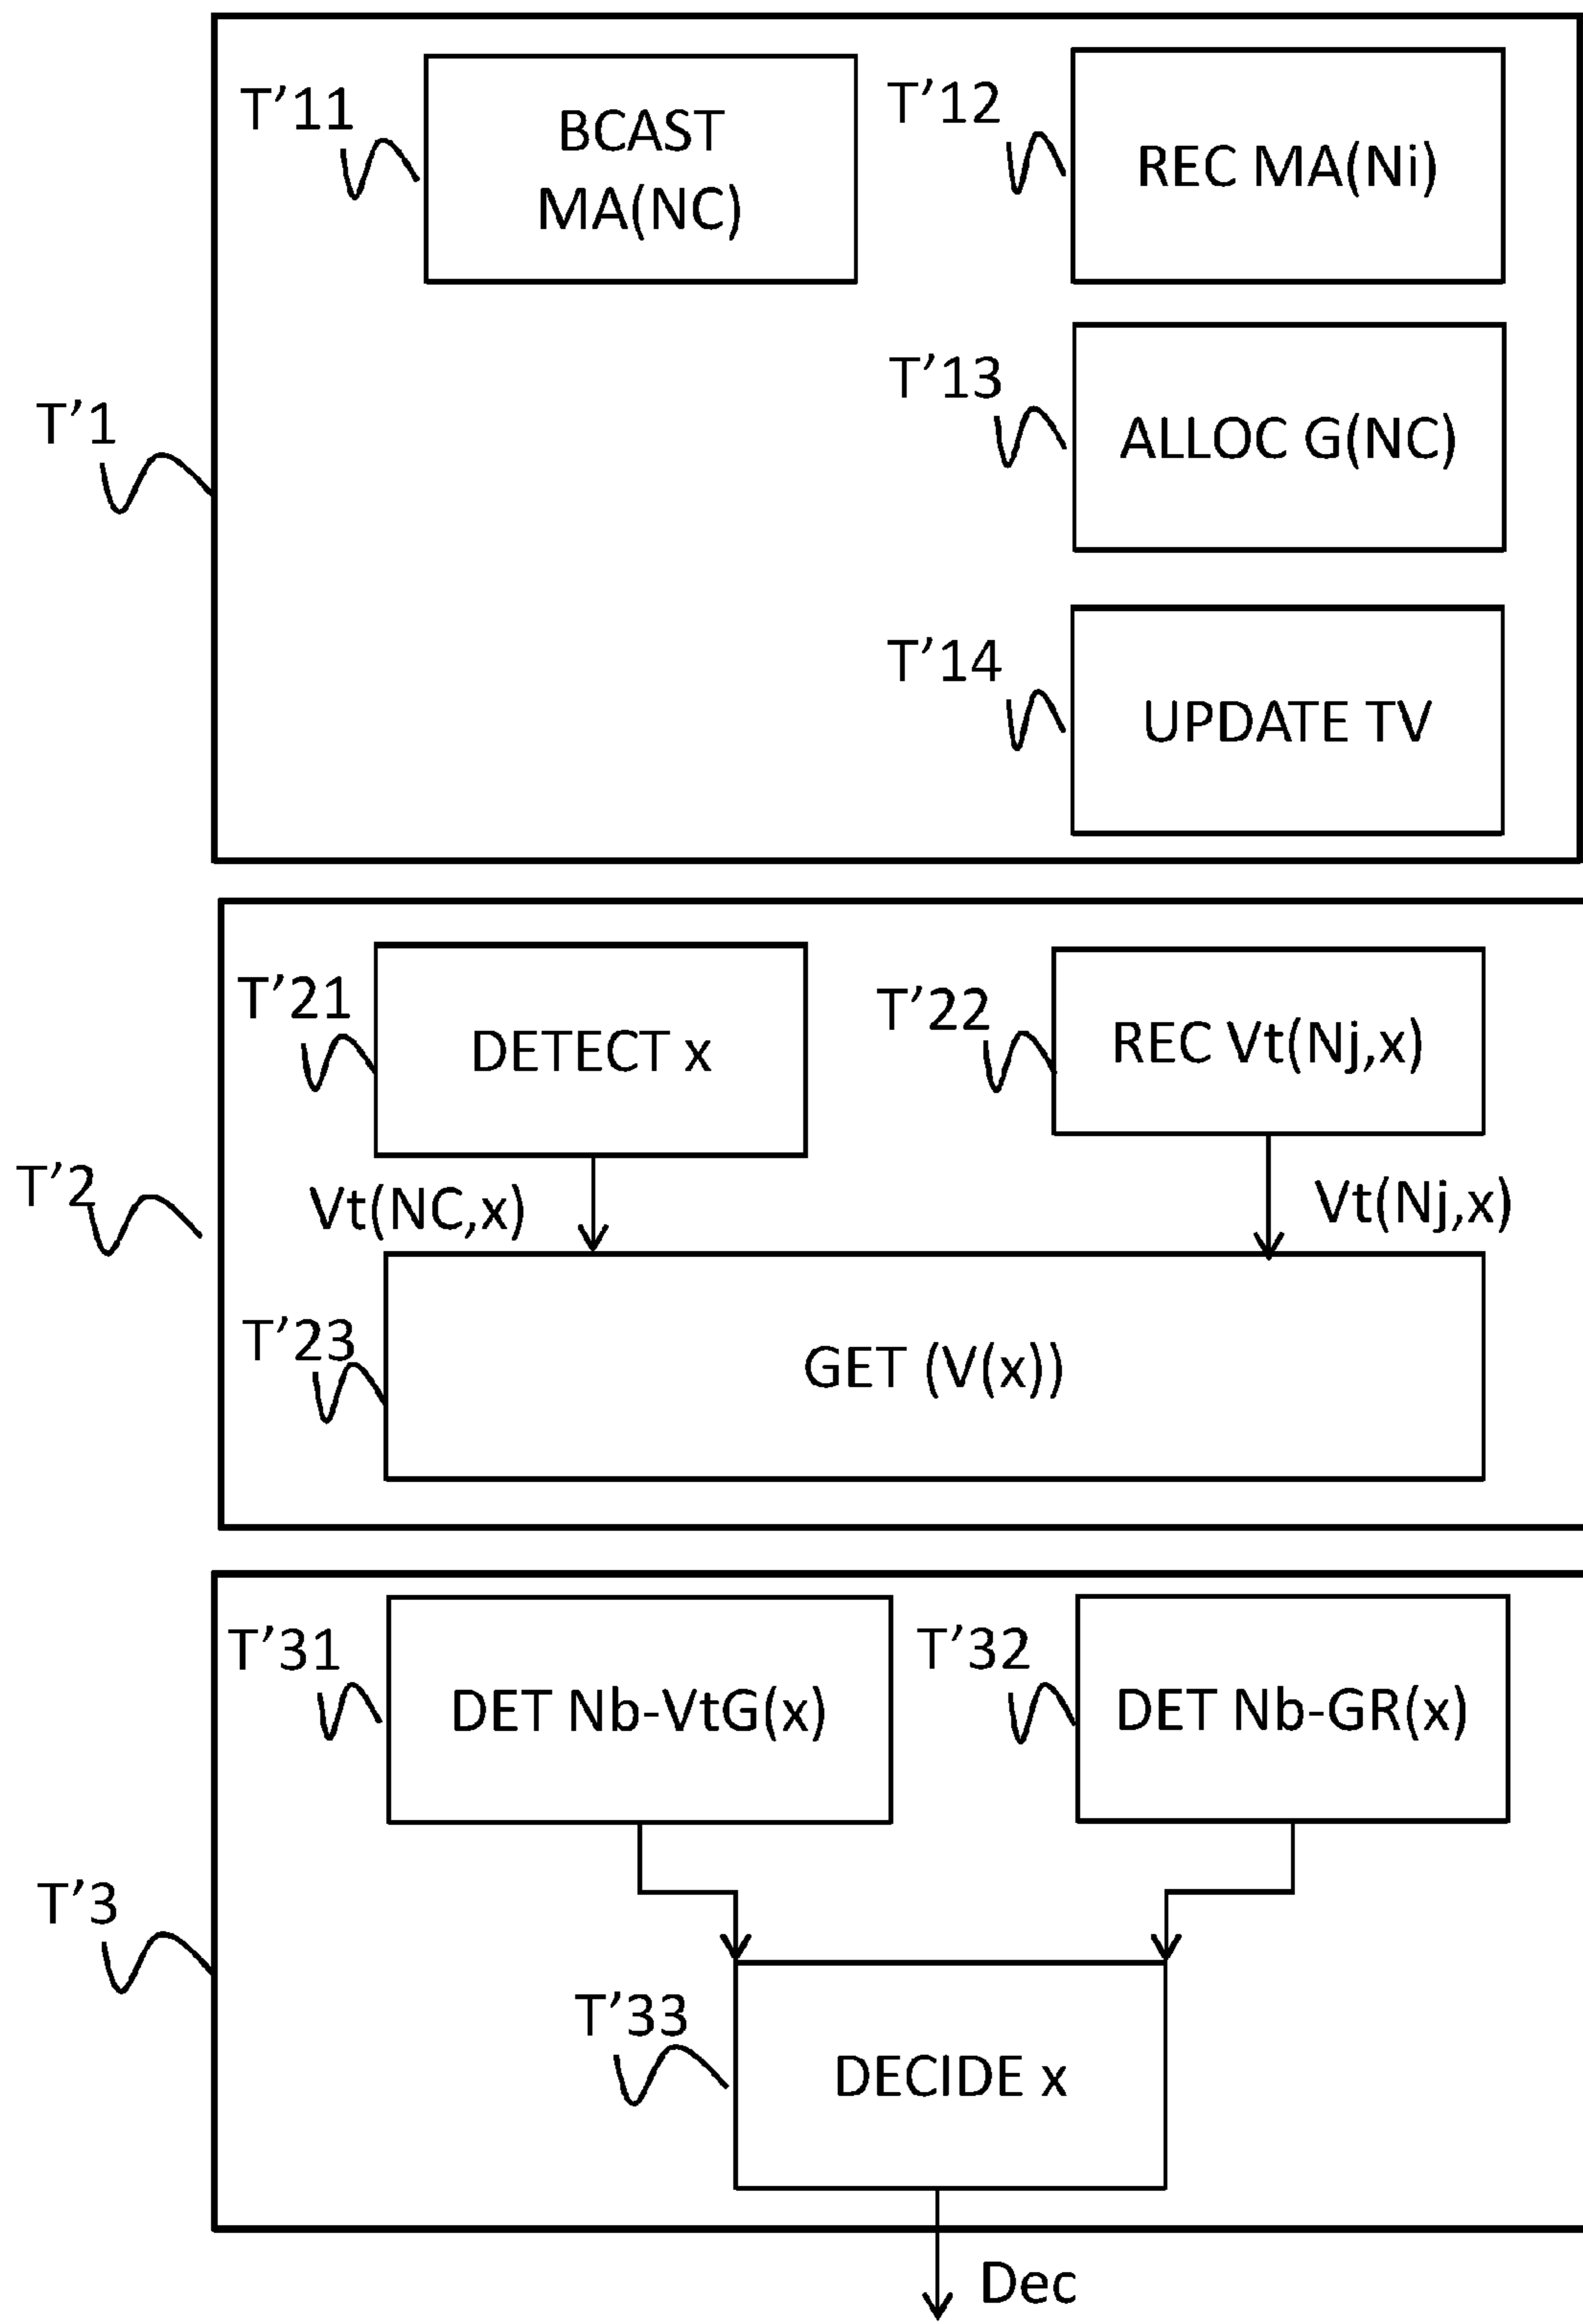 T'11
BCAST
MA(NC)
T'12
REC MA(Ni)
T'13
ALLOC G(NC)
T'1
T'14
UPDATE TV
T'21
DETECT x
T'22
REC Vt(Nj,x)
T'2
Vt(NC,x)
Vt(Nj,x)
T'23
GET (V(x))
T'31
DET Nb-VtG(x)
T'32
DET Nb-GR(x)
T'3
T'33
DECIDE x
Dec